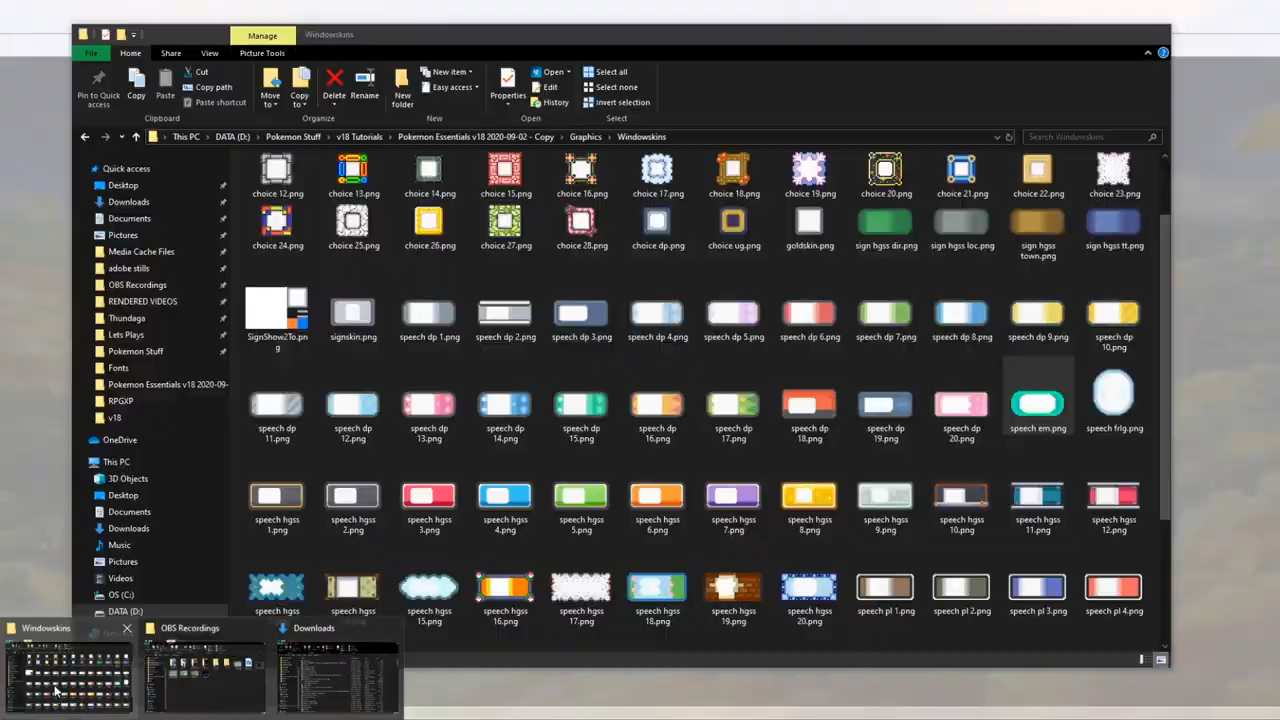 Manage
Windowskins
File
Home
Share
View
Picture Tools
Pin to Quick access
Copy
Paste
Cut
Copy path
Paste shortcut
Clipboard
Move to
Copy to
Delete
Rename
Organize
New folder
New item
Easy access
New
Properties
Open
Edit
History
Open
Select all
Select none
Invert selection
Select
This PC > DATA (D:) > Pokemon Stuff > v18 Tutorials > Pokemon Essentials v18 2020-09-02 - Copy > Graphics > Windowskins
Search Windowskins
Quick access
Desktop
Downloads
Documents
Pictures
Media Cache Files
adobe stills
OBS Recordings
RENDERED VIDEOS
Thundaga
Lets Plays
Pokemon Stuff
Fonts
Pokemon Essentials v18 2020-09-
RPGXP
v18
OneDrive
This PC
3D Objects
Desktop
Documents
Downloads
Music
Pictures
Videos
OS (C:)
DATA (D:)
choice 12.png
choice 13.png
choice 14.png
choice 15.png
choice 16.png
choice 17.png
choice 18.png
choice 19.png
choice 20.png
choice 21.png
choice 22.png
choice 23.png
choice 24.png
choice 25.png
choice 26.png
choice 27.png
choice 28.png
choice dp.png
choice ug.png
goldskin.png
sign hgss dir.png
sign hgss loc.png
sign hgss town.png
sign hgss tt.png
SignShow2To.png
signskin.png
speech dp 1.png
speech dp 2.png
speech dp 3.png
speech dp 4.png
speech dp 5.png
speech dp 6.png
speech dp 7.png
speech dp 8.png
speech dp 9.png
speech dp 10.png
speech dp 11.png
speech dp 12.png
speech dp 13.png
speech dp 14.png
speech dp 15.png
speech dp 16.png
speech dp 17.png
speech dp 18.png
speech dp 19.png
speech dp 20.png
speech em.png
speech frlg.png
speech hgss 1.png
speech hgss 2.png
speech hgss 3.png
speech hgss 4.png
speech hgss 5.png
speech hgss 6.png
speech hgss 7.png
speech hgss 8.png
speech hgss 9.png
speech hgss 10.png
speech hgss 11.png
speech hgss 12.png
speech hgss
speech hgss
speech hgss 15.png
speech hgss 16.png
speech hgss 17.png
speech hgss 18.png
speech hgss 19.png
speech hgss 20.png
speech pl 1.png
speech pl 2.png
speech pl 3.png
speech pl 4.png
Windowskins
OBS Recordings
Downloads